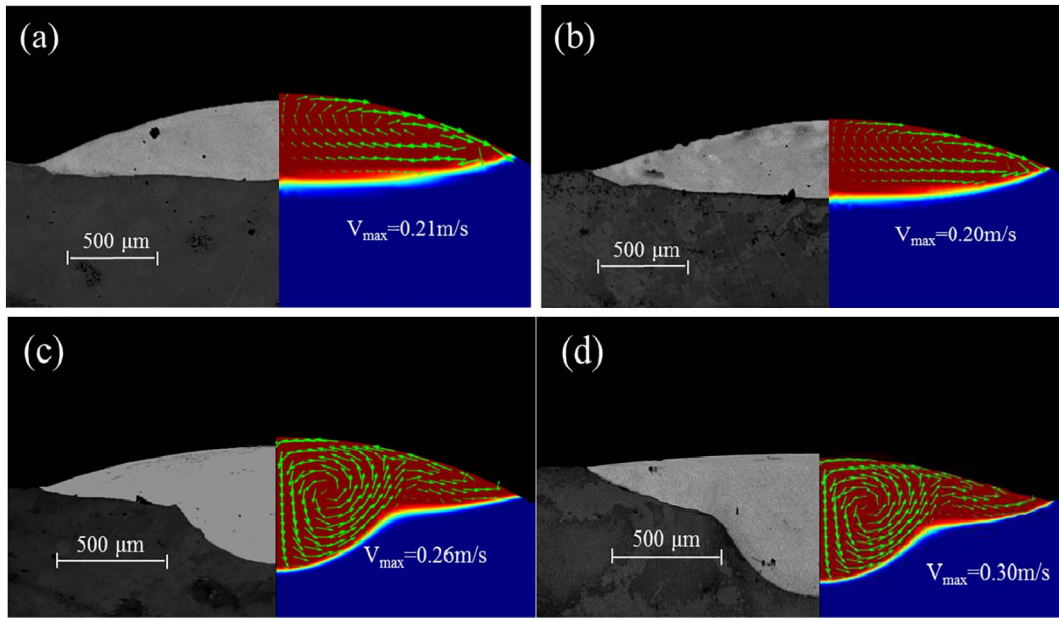 (a)
500 μm
Vmax=0.21m/s
(b)
500 μm
Vmax=0.20m/s
(c)
500 μm
Vmax=0.26m/s
(d)
500 μm
Vmax=0.30m/s